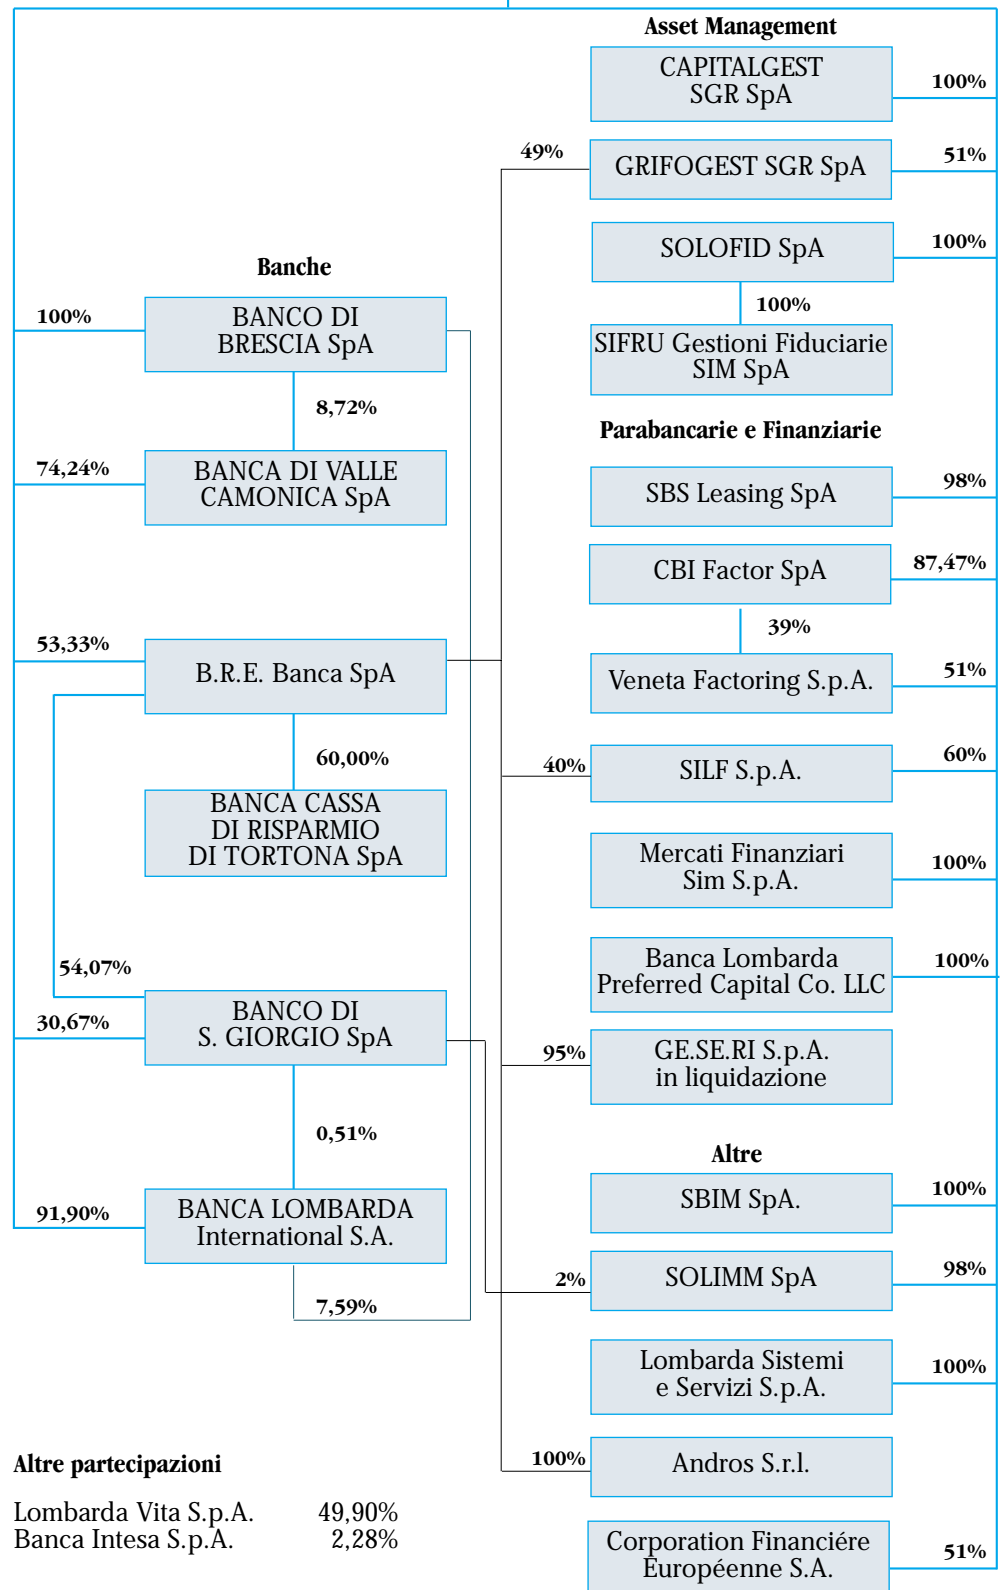 Asset Management
CAPITALGEST
SGR SpA
100%
49%
GRIFOGEST SGR SpA
51%
SOLOFID SpA
100%
100%
SIFRU Gestioni Fiduciarie
SIM SpA
Banche
100%
BANCO DI
BRESCIA SpA
8,72%
74,24%
BANCA DI VALLE
CAMONICA SpA
53,33%
B.R.E. Banca SpA
60,00%
BANCA CASSA
DI RISPARMIO
DI TORTONA SpA
54,07%
30,67%
BANCO DI
S. GIORGIO SpA
0,51%
91,90%
BANCA LOMBARDA
International S.A.
7,59%
Parabancarie e Finanziarie
SBS Leasing SpA
98%
CBI Factor SpA
87,47%
39%
Veneta Factoring S.p.A.
51%
40%
SILF S.p.A.
60%
Mercati Finanziari
Sim S.p.A.
100%
Banca Lombarda
Preferred Capital Co. LLC
100%
95%
GE.SE.RI S.p.A.
in liquidazione
Altre
SBIM SpA.
100%
2%
SOLIMM SpA
98%
Lombarda Sistemi
e Servizi S.p.A.
100%
100%
Andros S.r.l.
Corporation Financiére
Européenne S.A.
51%
Altre partecipazioni
Lombarda Vita S.p.A. 49,90%
Banca Intesa S.p.A. 2,28%